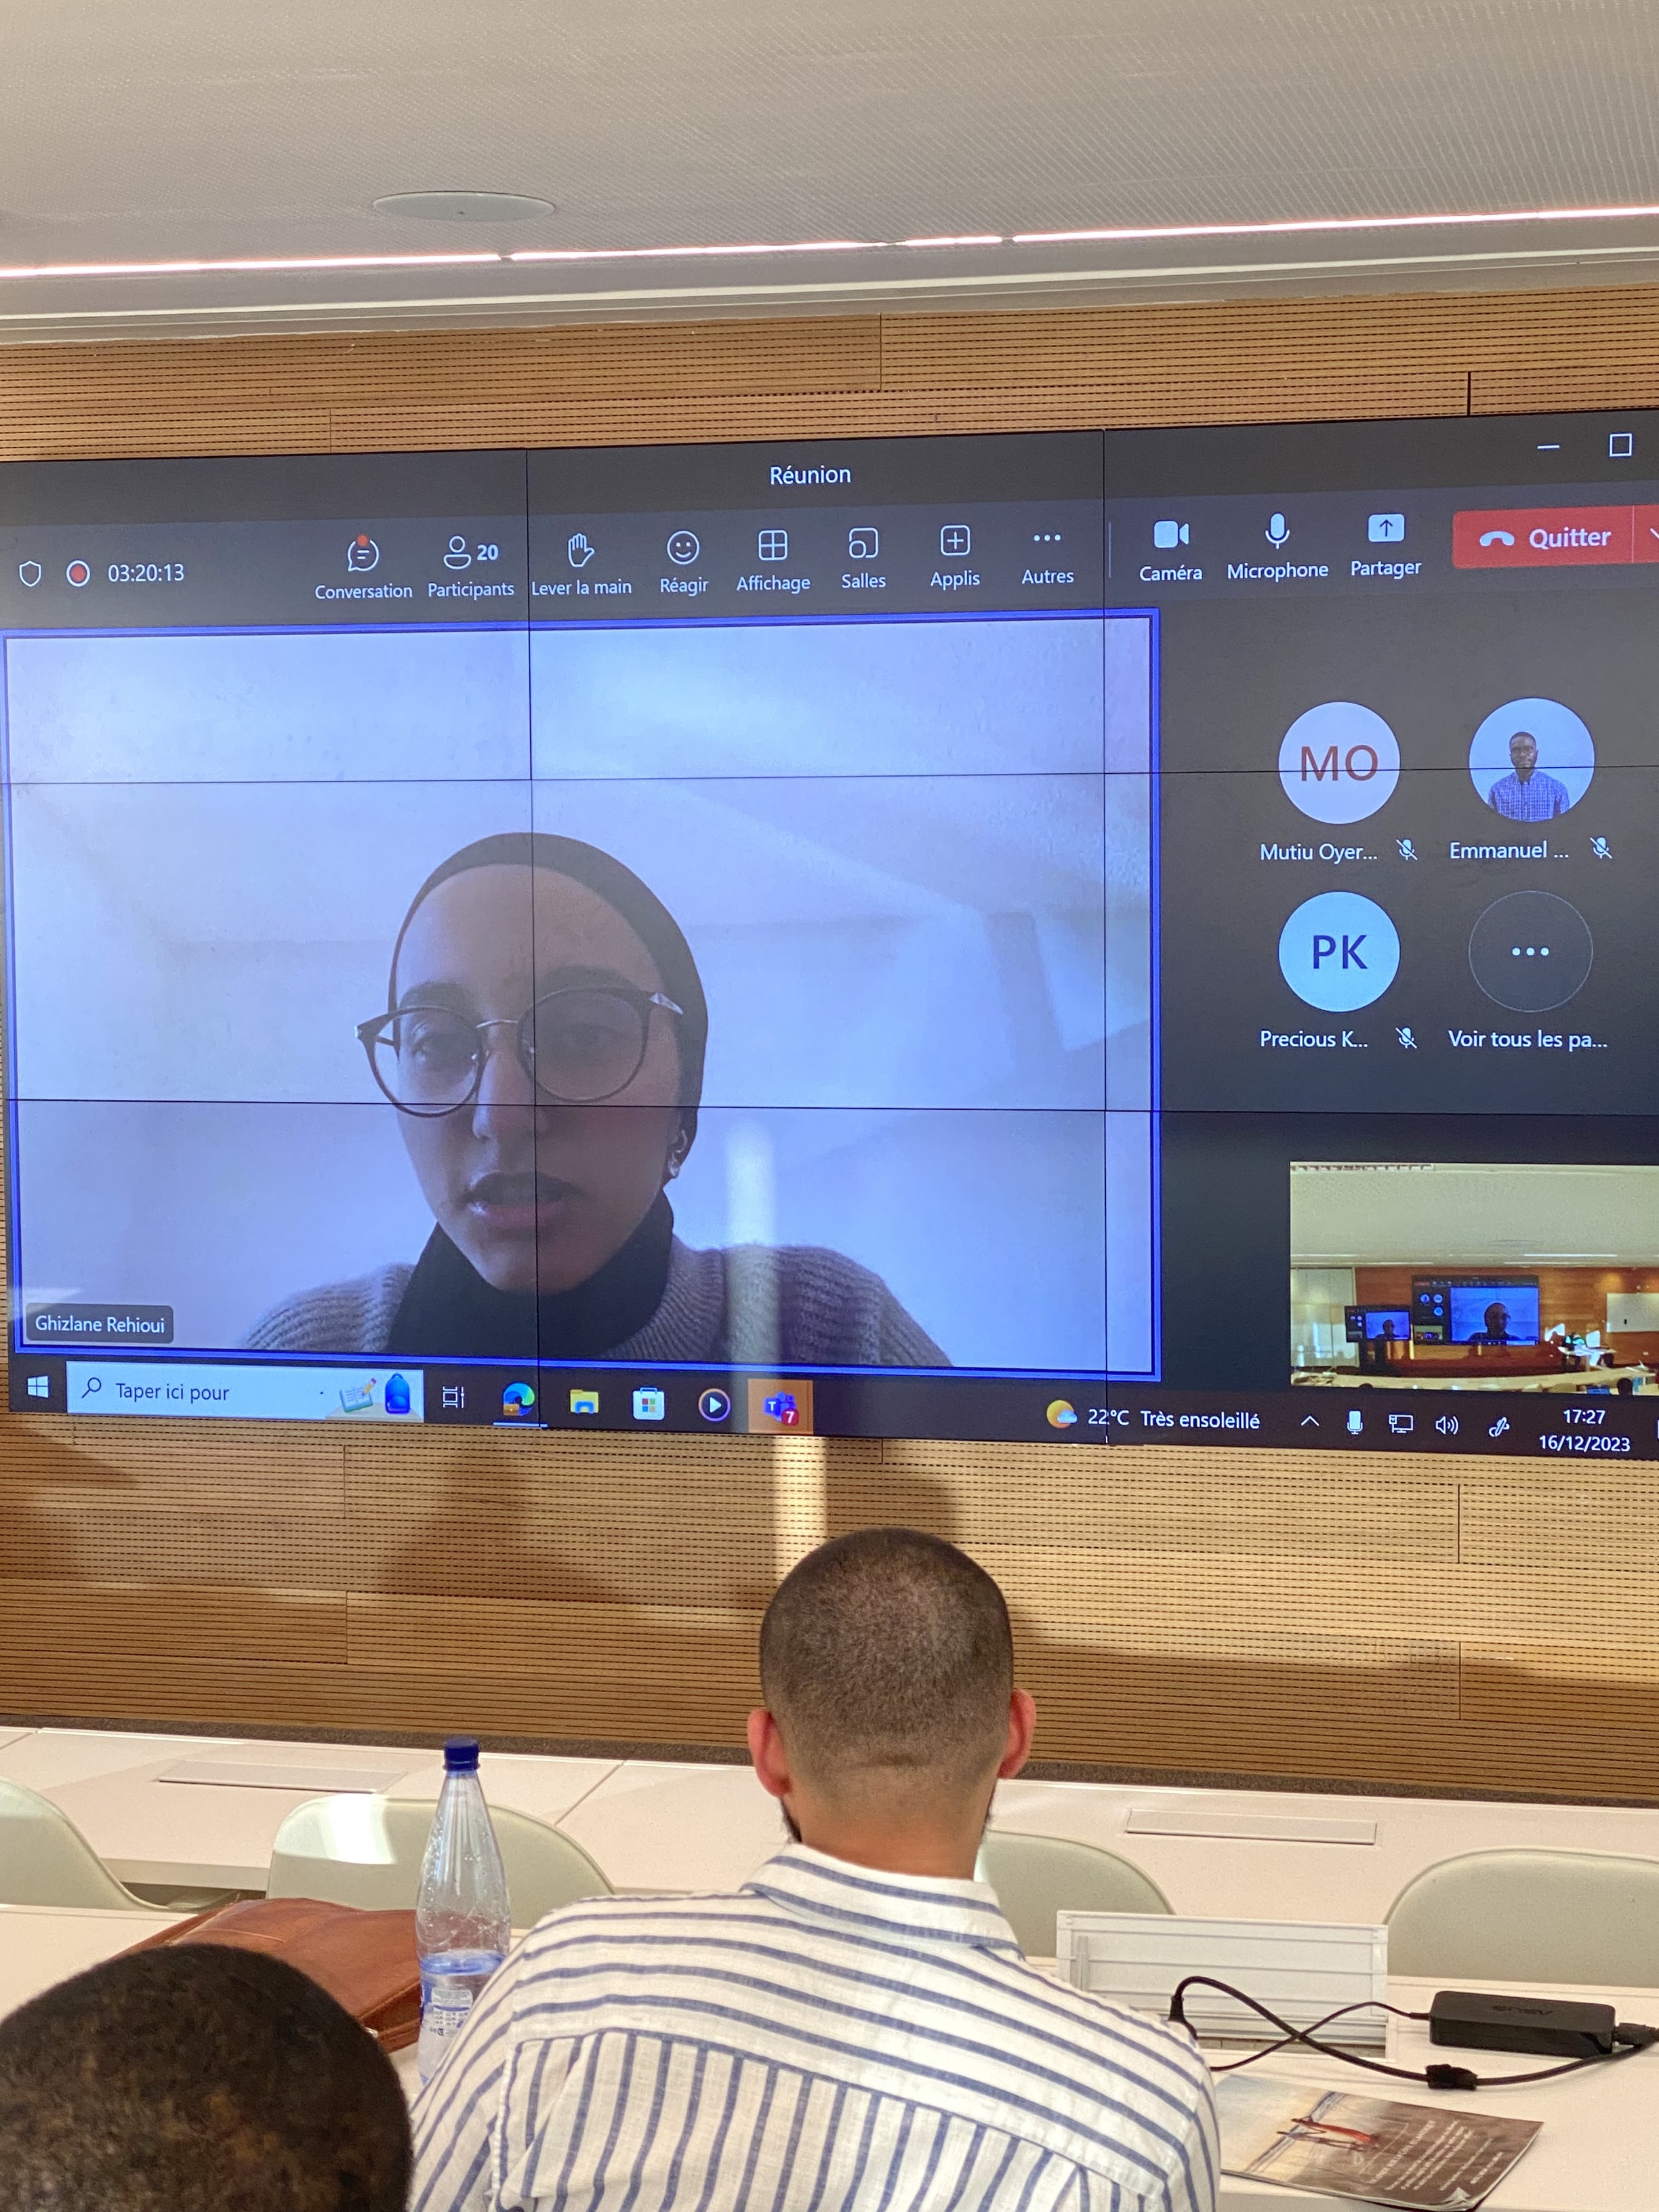 Réunion
03:20:13
Conversation
20
Participants
Lever la main
Réagir
Affichage
Salles
Applis
Autres
Caméra
Microphone
Partager
Quitter
MO
Mutiu Oyer...
Emmanuel ...
PK
Precious K...
Voir tous les pa...
Ghizlane Rehioui
Taper ici pour
T
7
22°C Très ensoleillé
17:27
16/12/2023
ASUS